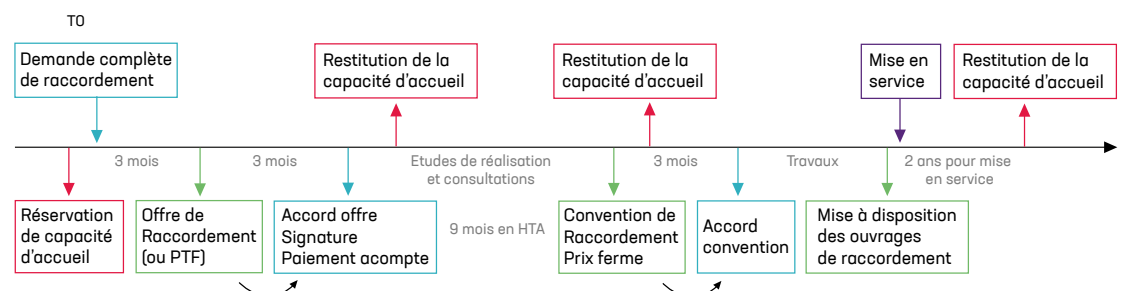 T0
Demande complète
de raccordement
Restitution de la
capacité d'accueil
Restitution de la
capacité d'accueil
Mise en
service
Restitution de la
capacité d'accueil
3 mois
3 mois
Etudes de réalisation
et consultations
3 mois
Travaux
2 ans pour mise
en service
Réservation
de capacité
d'accueil
Offre de
Raccordement
(ou PTF)
Accord offre
Signature
Paiement acompte
9 mois en HTA
Convention de
Raccordement
Prix ferme
Accord
convention
Mise à disposition
des ouvrages
de raccordement